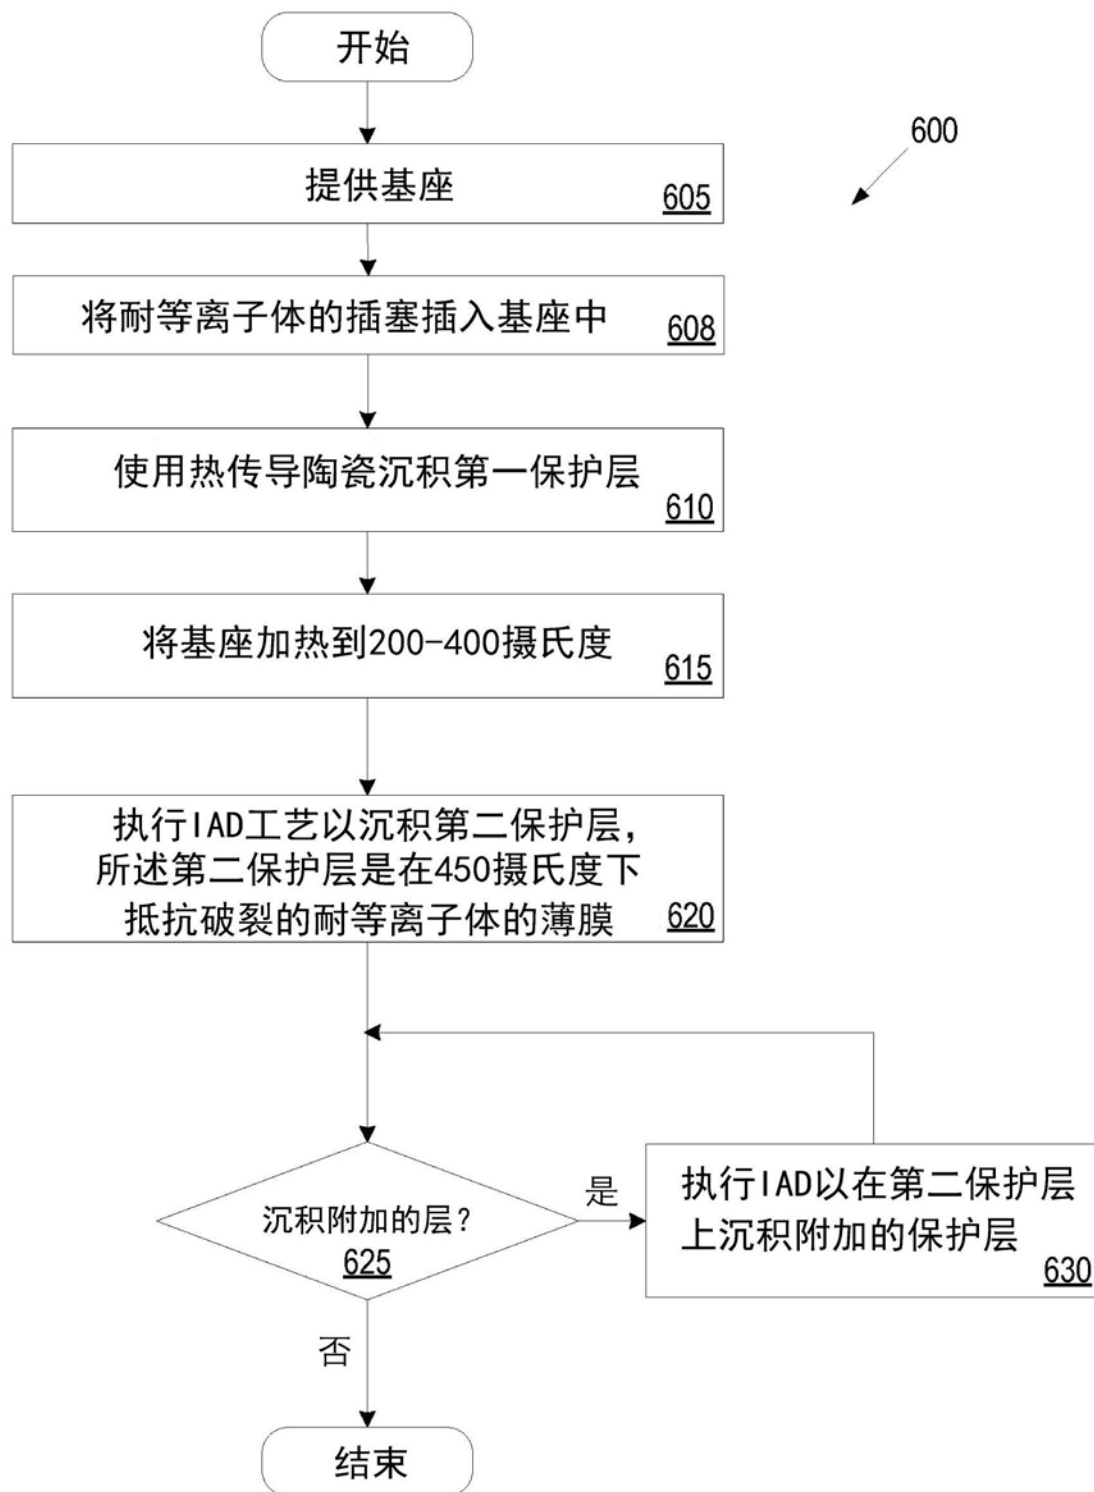 开始
600
提供基座
605
将耐等离子体的插塞插入基座中
608
使用热传导陶瓷沉积第一保护层
610
将基座加热到200-400摄氏度
615
执行IAD工艺以沉积第二保护层，
所述第二保护层是在450摄氏度下
抵抗破裂的耐等离子体的薄膜
620
沉积附加的层?
625
是
执行IAD以在第二保护层
上沉积附加的保护层
630
否
结束